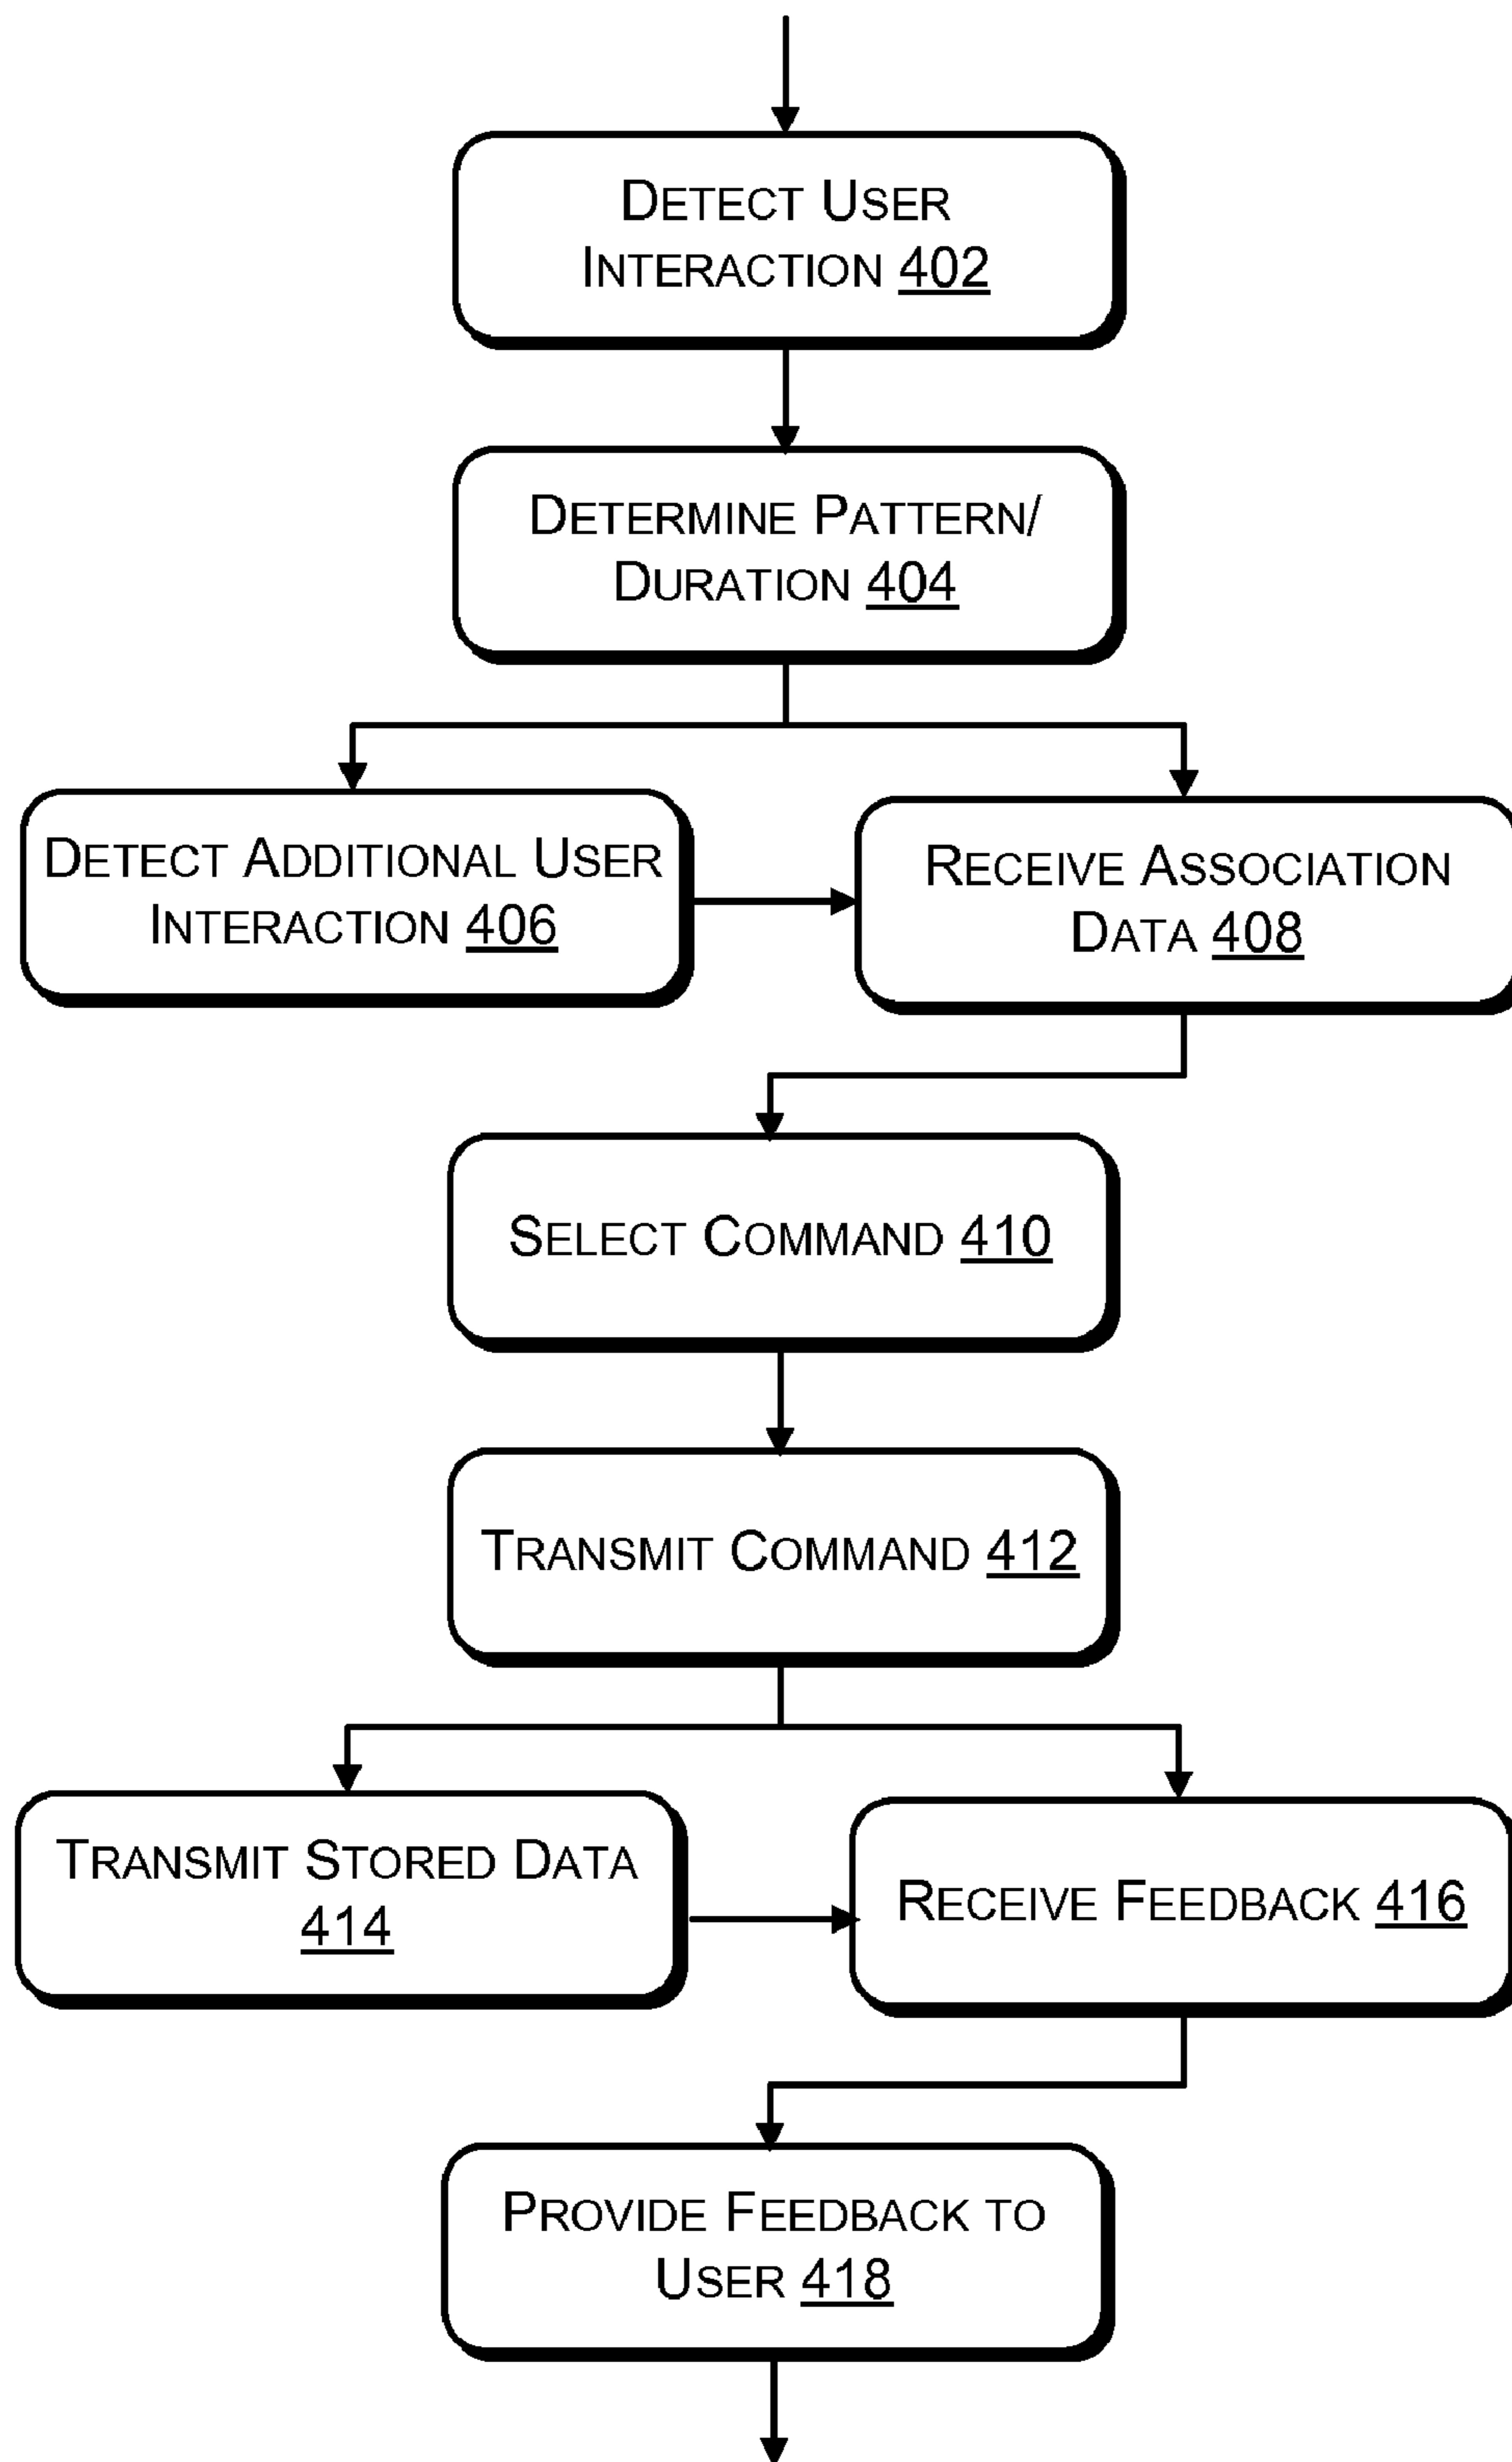 DETECT USER
INTERACTION 402
DETERMINE PATTERN/
DURATION 404
DETECT ADDITIONAL USER
INTERACTION 406
RECEIVE ASSOCIATION
DATA 408
SELECT COMMAND 410
TRANSMIT COMMAND 412
TRANSMIT STORED DATA
414
RECEIVE FEEDBACK 416
PROVIDE FEEDBACK TO
USER 418